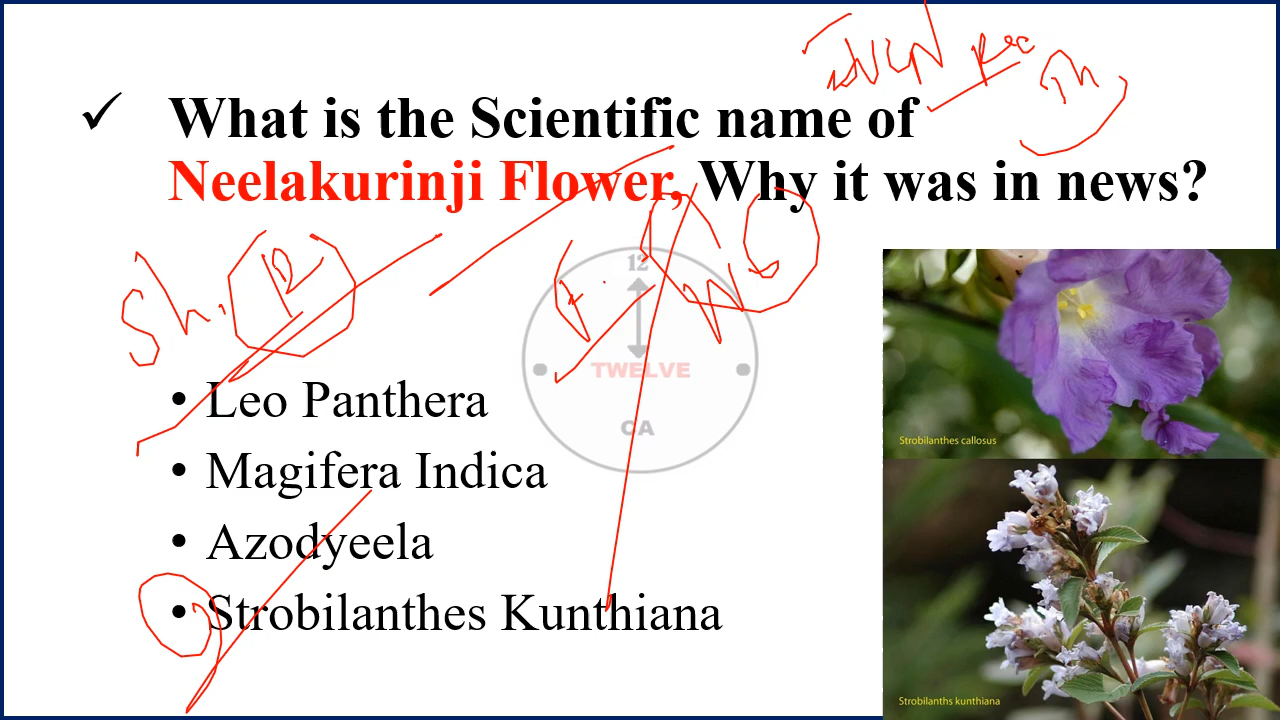 ✓ What is the Scientific name of
Neelakurinji Flower, Why it was in news?
12
TWELVE
CA
• Leo Panthera
• Magifera Indica
• Azodyeela
• Strobilanthes Kunthiana
Strobilanthes callosus
Strobilanths kunthiana